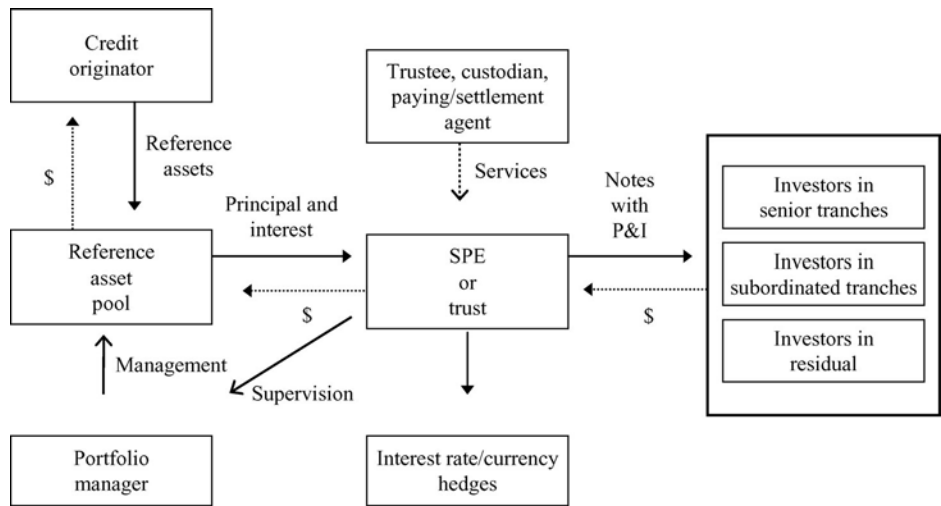 Credit
originator
Trustee, custodian,
paying/settlement
agent
$
Reference
assets
Services
Principal and
interest
Notes
with
P&I
Reference
asset
pool
SPE
or
trust
Investors in
senior tranches
Investors in
subordinated tranches
Investors in
residual
$
$
Management
Supervision
Portfolio
manager
Interest rate/currency
hedges